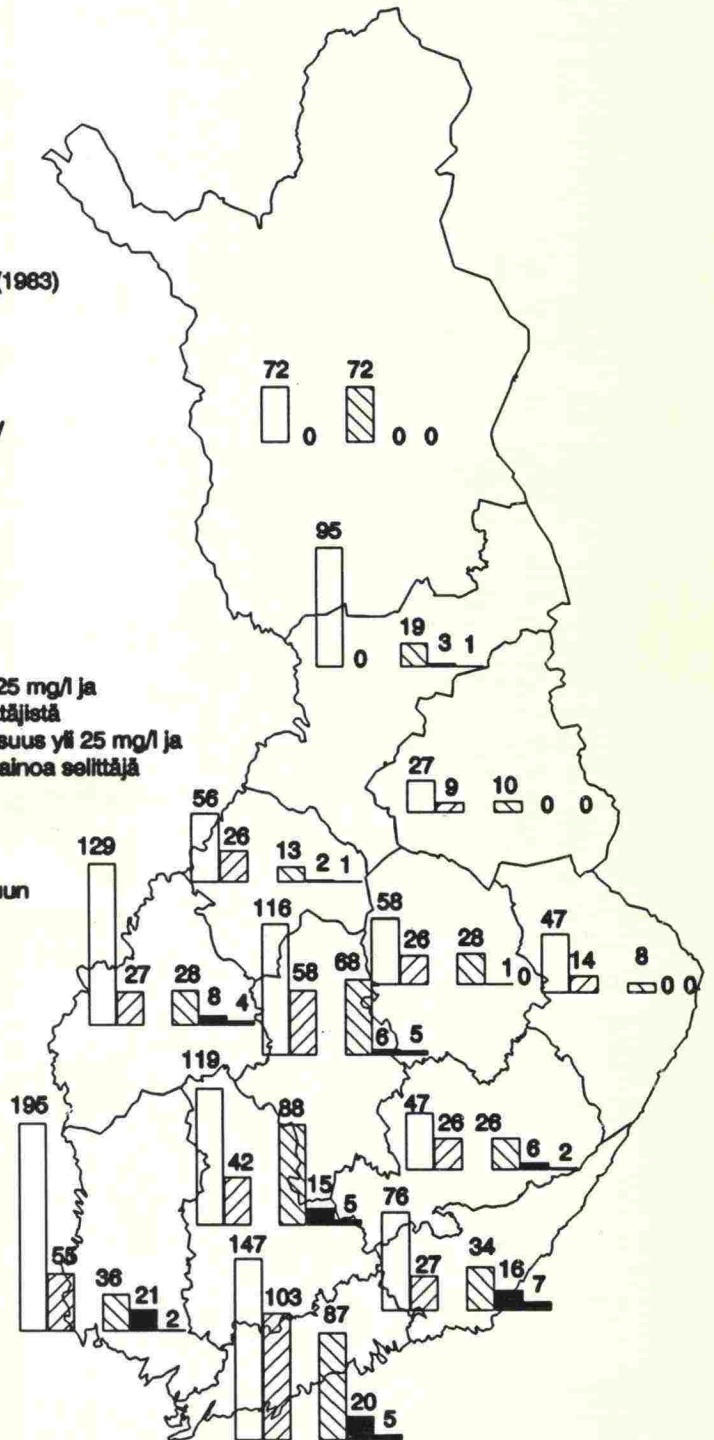 (1983)
/
25 mg/l ja
täjistä
suus yli 25 mg/l ja
ainoa selittäjä
uun
72 72
0 0 0
95
19 3 1
0
27 9 10 0 0
56 26 13 2 1
129 27 28 8 4
116 58 68 6 5
58 26 28 1 0
47 14 8 0 0
119 42 88 15 5
47 26 26 6 2
195 55 36 21 2
76 27 34 16 7
147 103 87 20 5